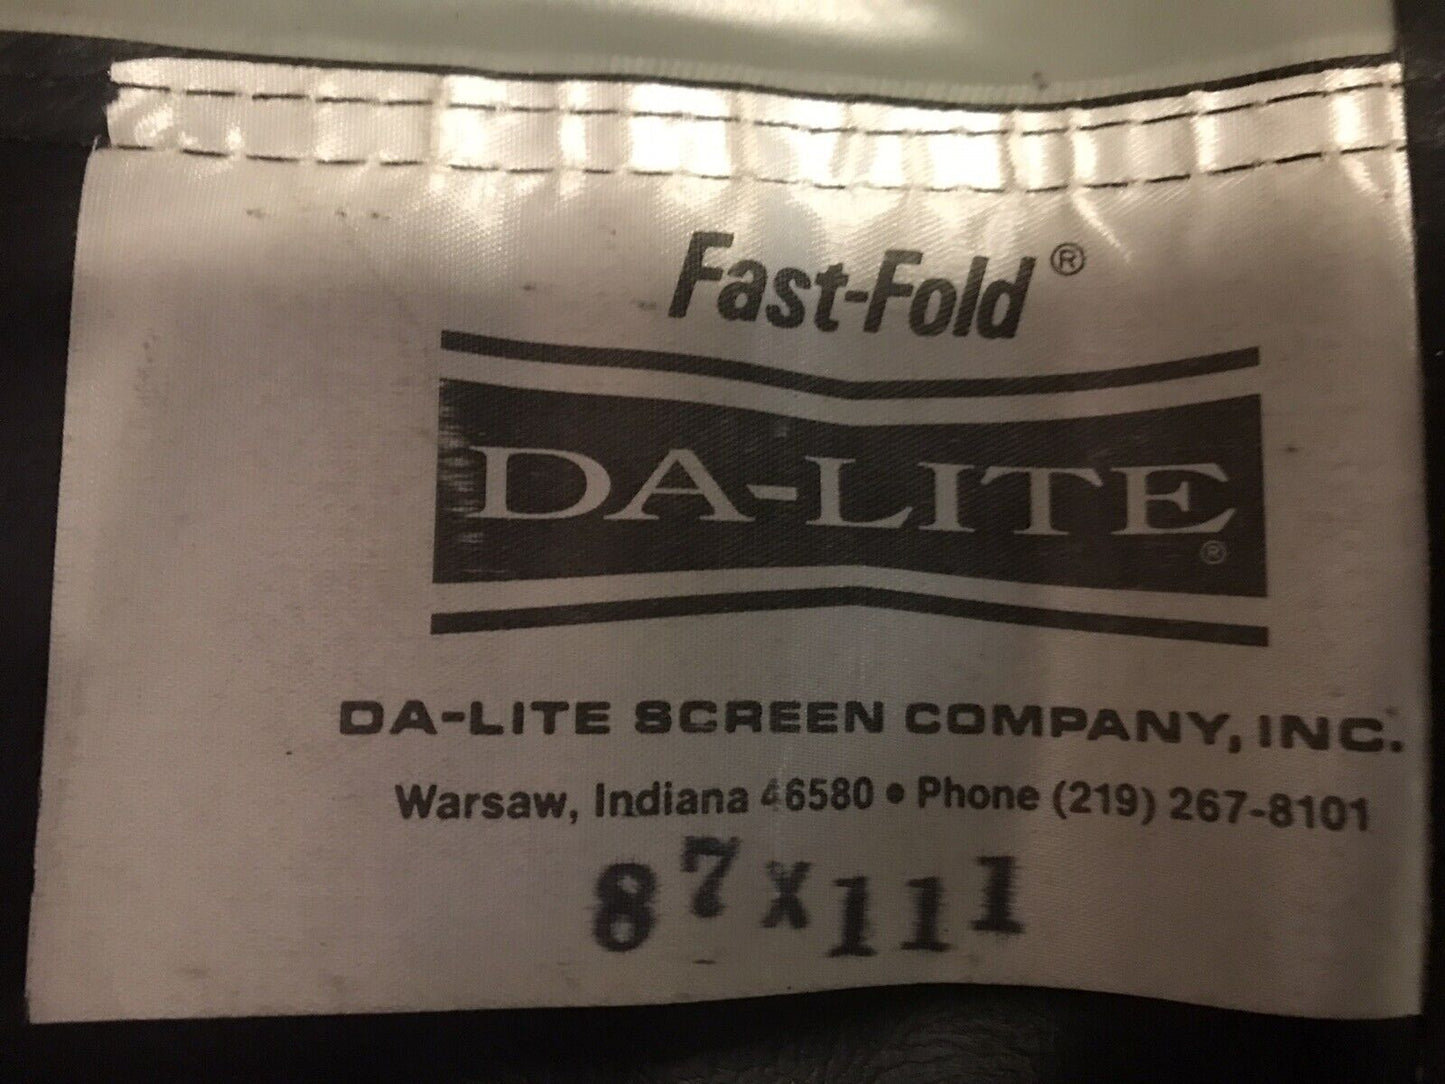 Fast-Fold®
DA-LITE®
DA-LITE SCREEN COMPANY, INC.
Warsaw, Indiana 46580 • Phone (219) 267-8101
87x111